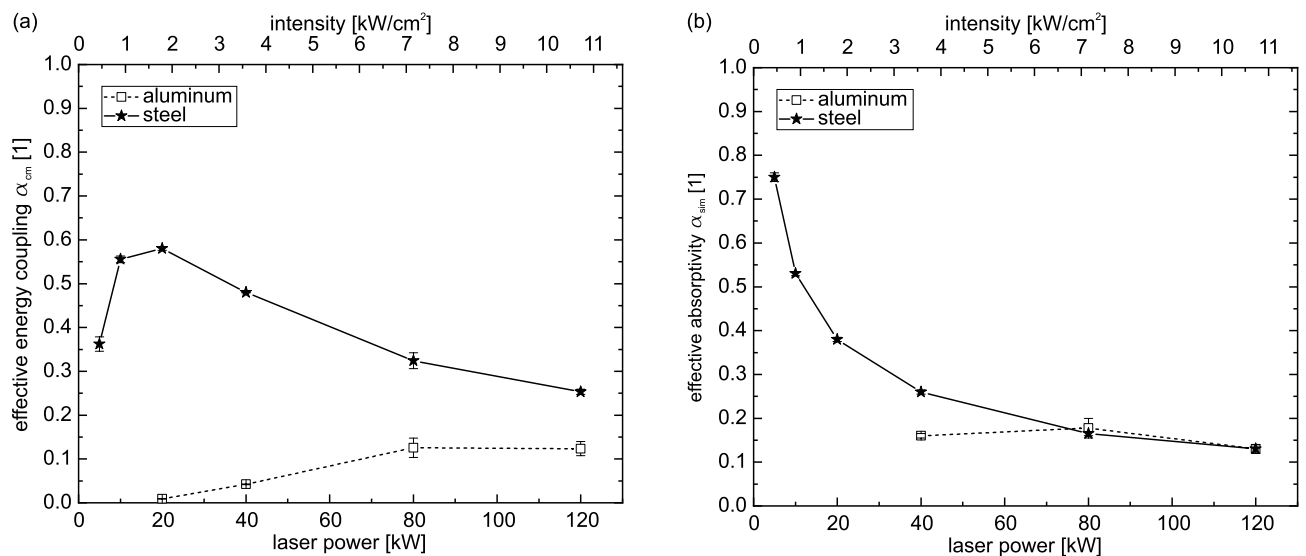 (a)
intensity [kW/cm²]
0 1 2 3 4 5 6 7 8 9 10 11
1.0
0.9
0.8
0.7
0.6
0.5
0.4
0.3
0.2
0.1
0.0
effective energy coupling α cm [1]
aluminum
steel
0 20 40 60 80 100 120
laser power [kW]
(b)
intensity [kW/cm²]
0 1 2 3 4 5 6 7 8 9 10 11
1.0
0.9
0.8
0.7
0.6
0.5
0.4
0.3
0.2
0.1
0.0
effective absorptivity α sim [1]
aluminum
steel
0 20 40 60 80 100 120
laser power [kW]